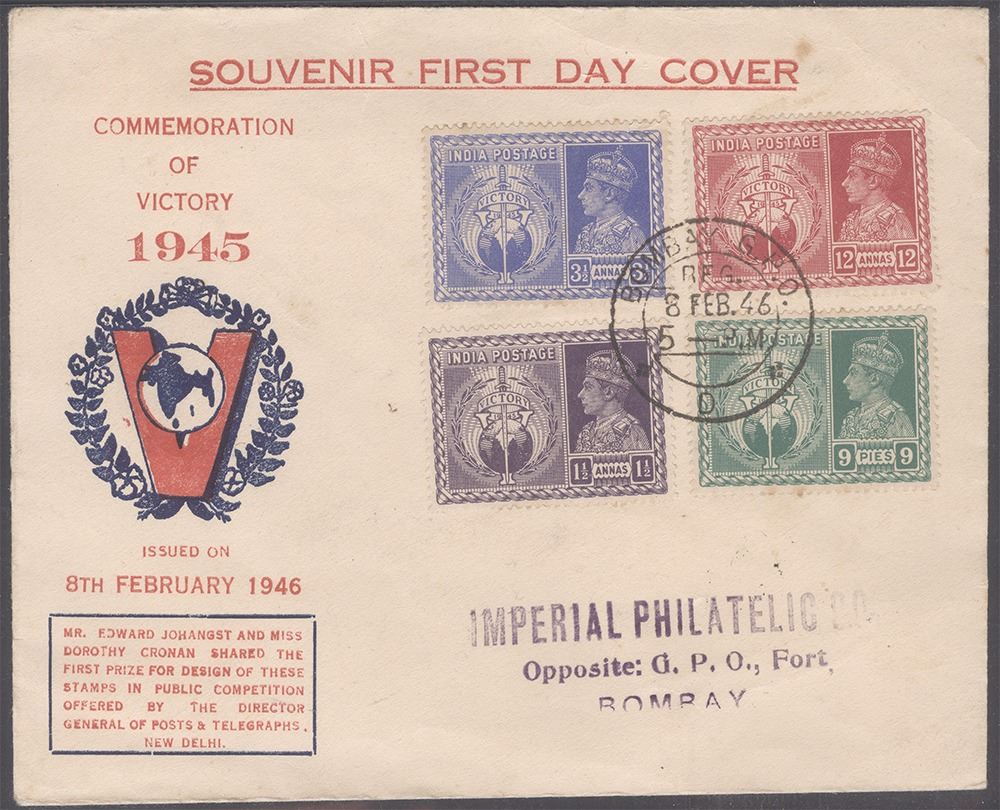 SOUVENIR FIRST DAY COVER
COMMEMORATION
OF
VICTORY
1945
ISSUED ON
8TH FEBRUARY 1946
MR. EDWARD JOHANGST AND MISS
DOROTHY CRONAN SHARED THE
FIRST PRIZE FOR DESIGN OF THESE
STAMPS IN PUBLIC COMPETITION
OFFERED BY THE DIRECTOR
GENERAL OF POSTS & TELEGRAPHS,
NEW DELHI.
INDIA POSTAGE
VICTORY
3½ ANNAS 3½
INDIA POSTAGE
VICTORY
12 ANNAS 12
INDIA POSTAGE
VICTORY
1½ ANNAS 1½
INDIA POSTAGE
VICTORY
9 PIES 9
BOMBAY G.P.O.
REG.
8 FEB.46
5 — P.M.
D
IMPERIAL PHILATELIC CO.
Opposite: G. P. O., Fort,
BOMBAY